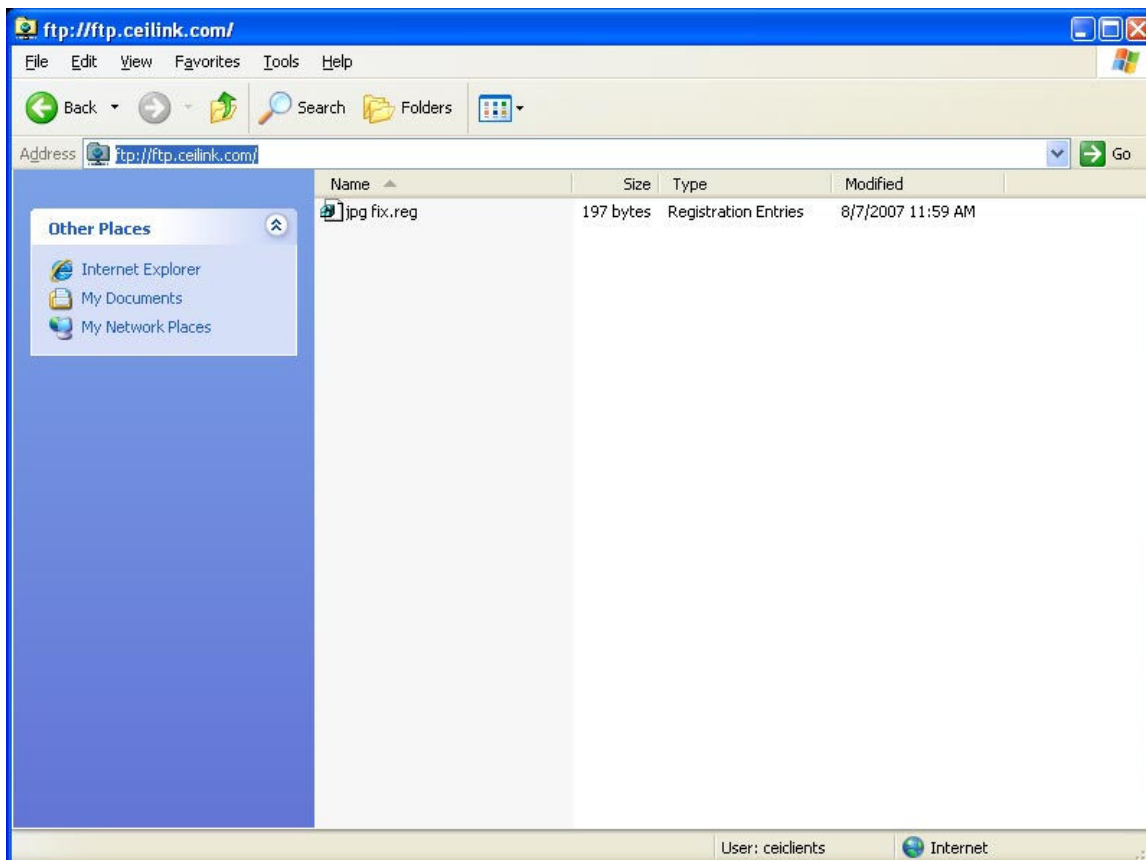 ftp://ftp.ceilink.com/
File Edit View Favorites Tools Help
Back Search Folders
Address ftp://ftp.ceilink.com/ Go
Name Size Type Modified
jpg fix.reg 197 bytes Registration Entries 8/7/2007 11:59 AM
Other Places
Internet Explorer
My Documents
My Network Places
User: ceiclients Internet